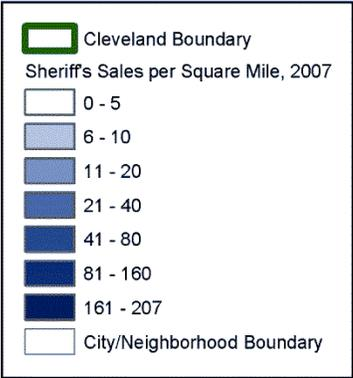 Cleveland Boundary
Sheriff's Sales per Square Mile, 2007
0 - 5
6 - 10
11 - 20
21 - 40
41 - 80
81 - 160
161 - 207
City/Neighborhood Boundary